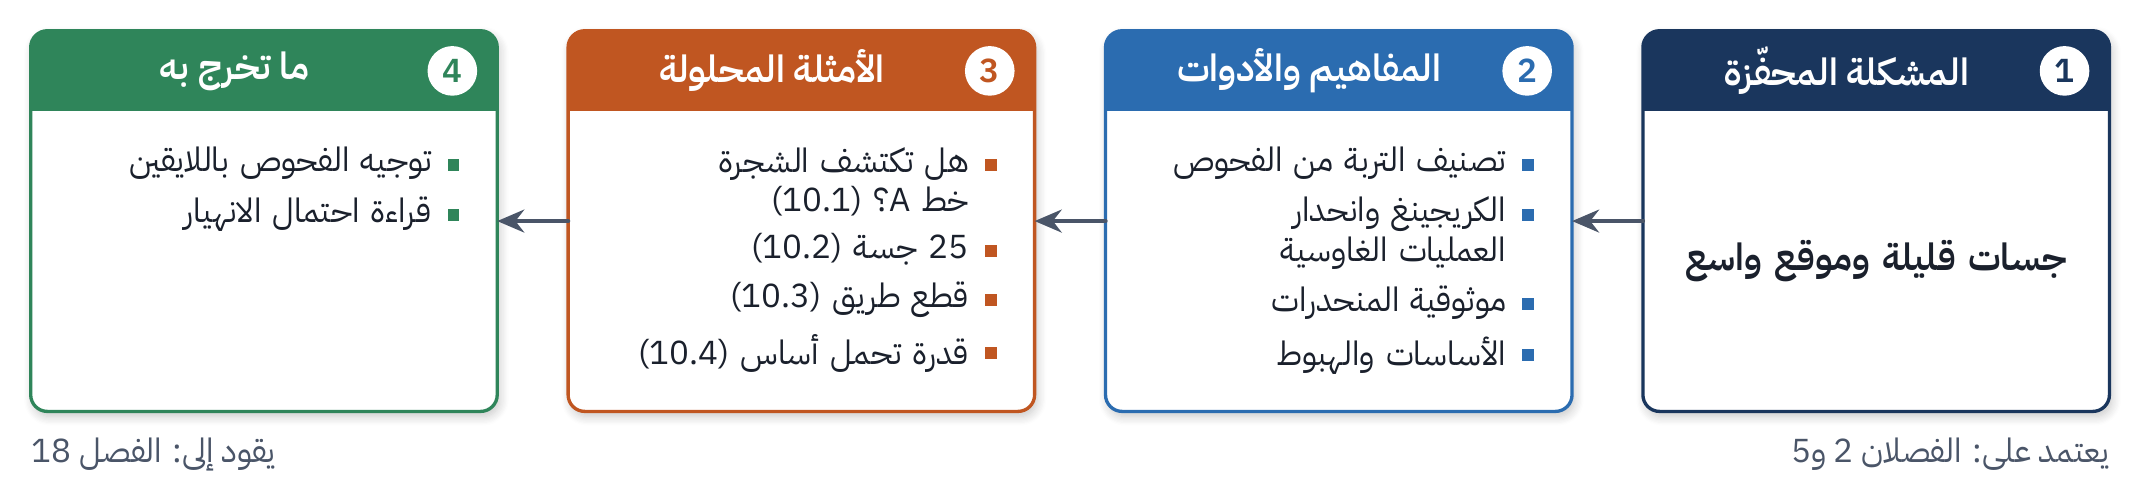 1
المشكلة المحفّزة
جسات قليلة وموقع واسع
2
المفاهيم والأدوات
تصنيف التربة من الفحوص
الكريجينغ وانحدار
العمليات الغاوسية
موثوقية المنحدرات
الأساسات والهبوط
3
الأمثلة المحلولة
هل تكتشف الشجرة
خط A؟ (10.1)
25 جسة (10.2)
قطع طريق (10.3)
قدرة تحمل أساس (10.4)
4
ما تخرج به
توجيه الفحوص باللايقين
قراءة احتمال الانهيار
يعتمد على: الفصلان 2 و5
يقود إلى: الفصل 18